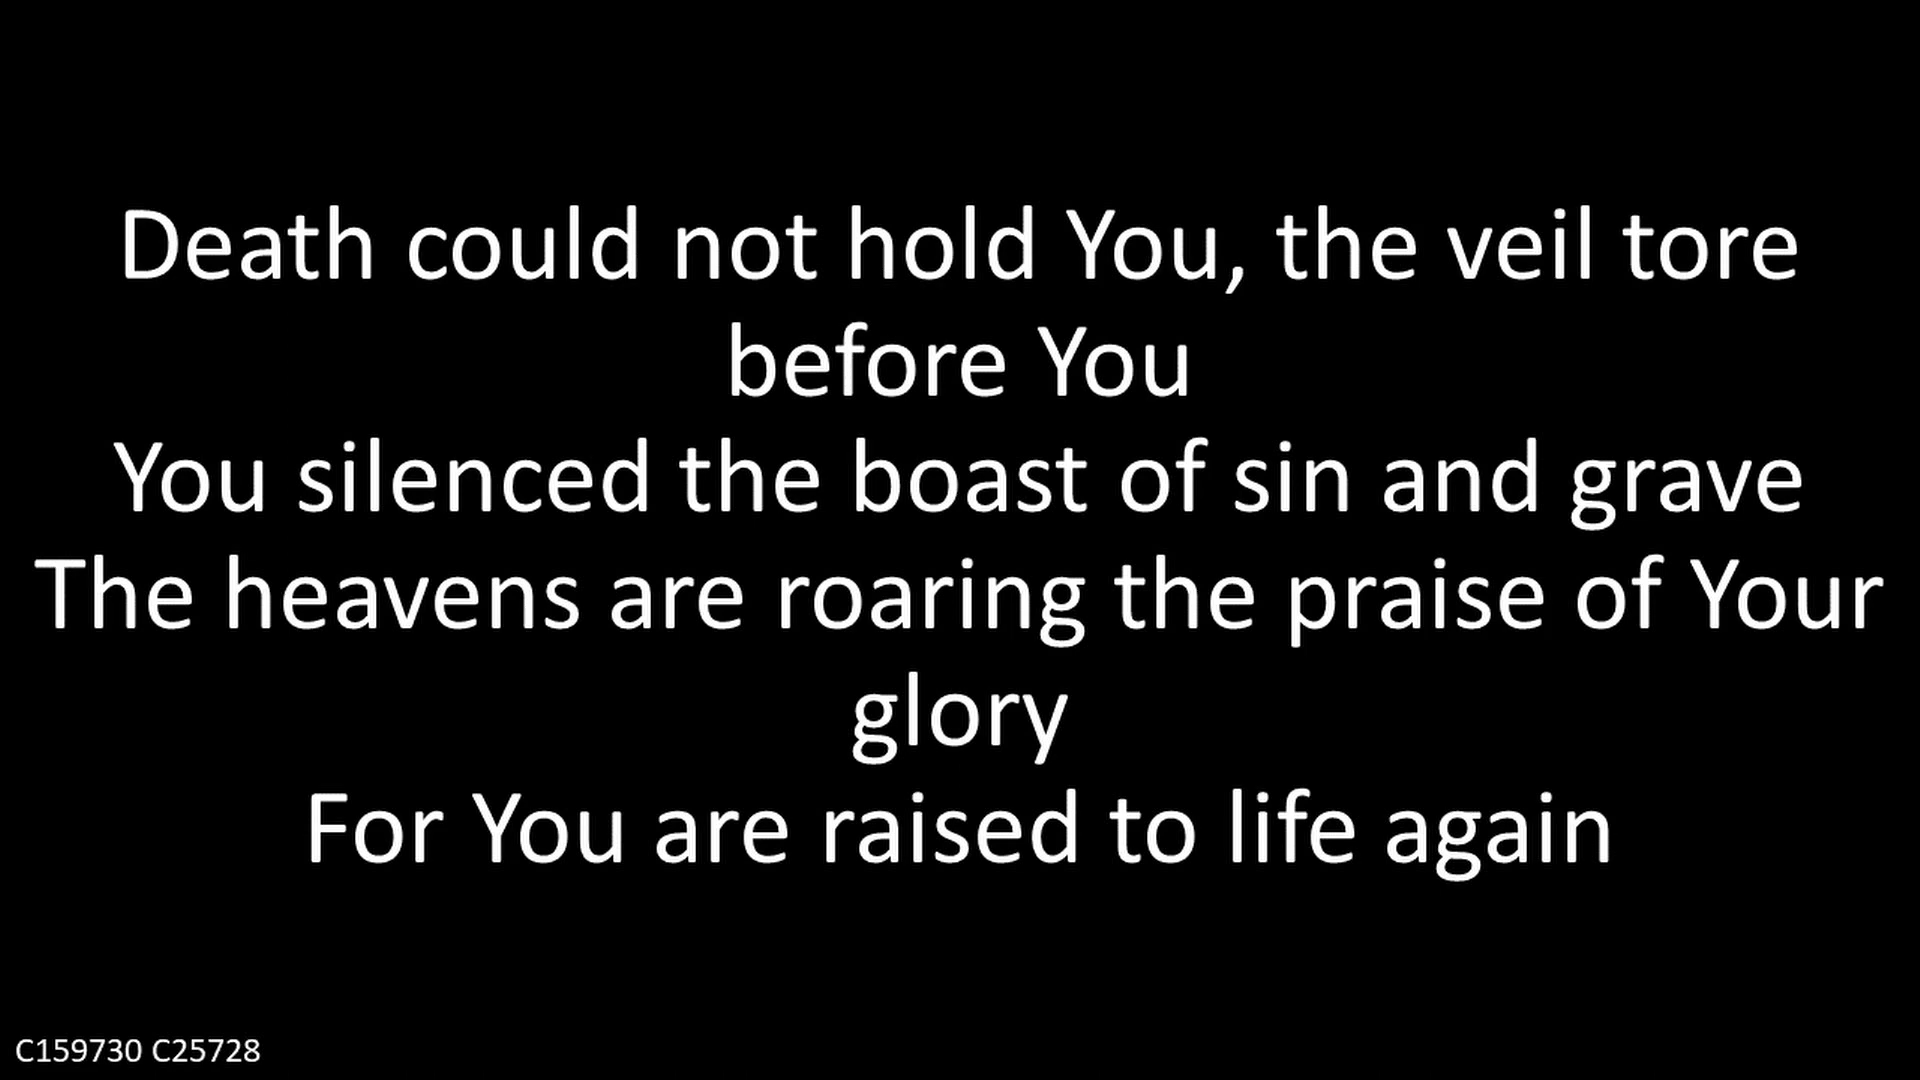 Death could not hold You, the veil tore
before You
You silenced the boast of sin and grave
The heavens are roaring the praise of Your
glory
For You are raised to life again
C159730 C25728